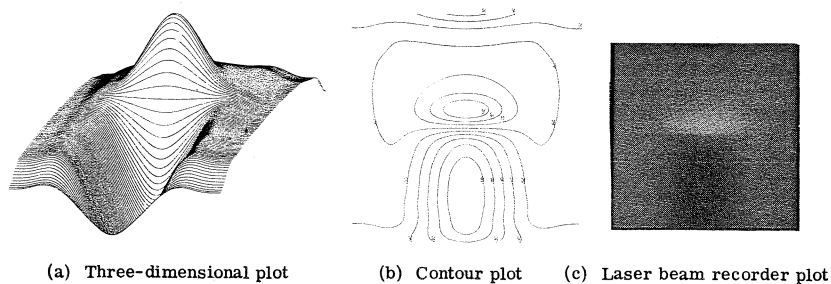 (a) Three-dimensional plot
(b) Contour plot
(c) Laser beam recorder plot